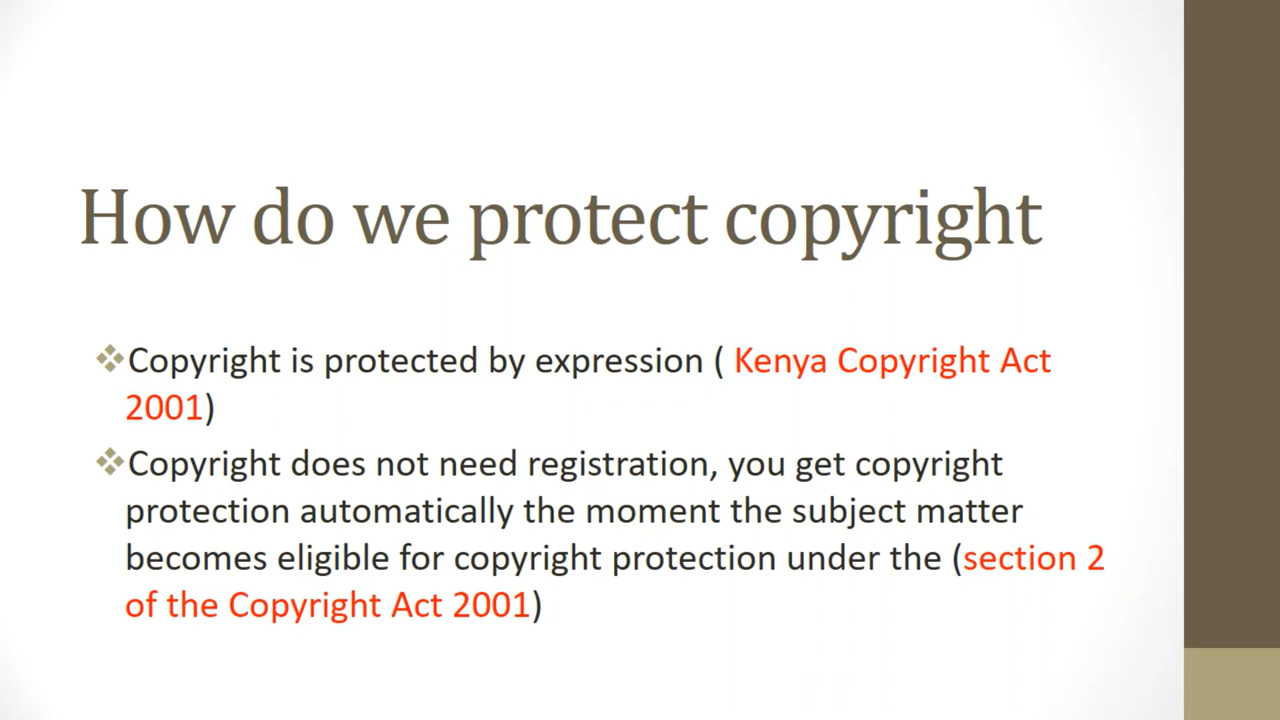 How do we protect copyright
❖Copyright is protected by expression ( Kenya Copyright Act
2001)
❖Copyright does not need registration, you get copyright
protection automatically the moment the subject matter
becomes eligible for copyright protection under the (section 2
of the Copyright Act 2001)